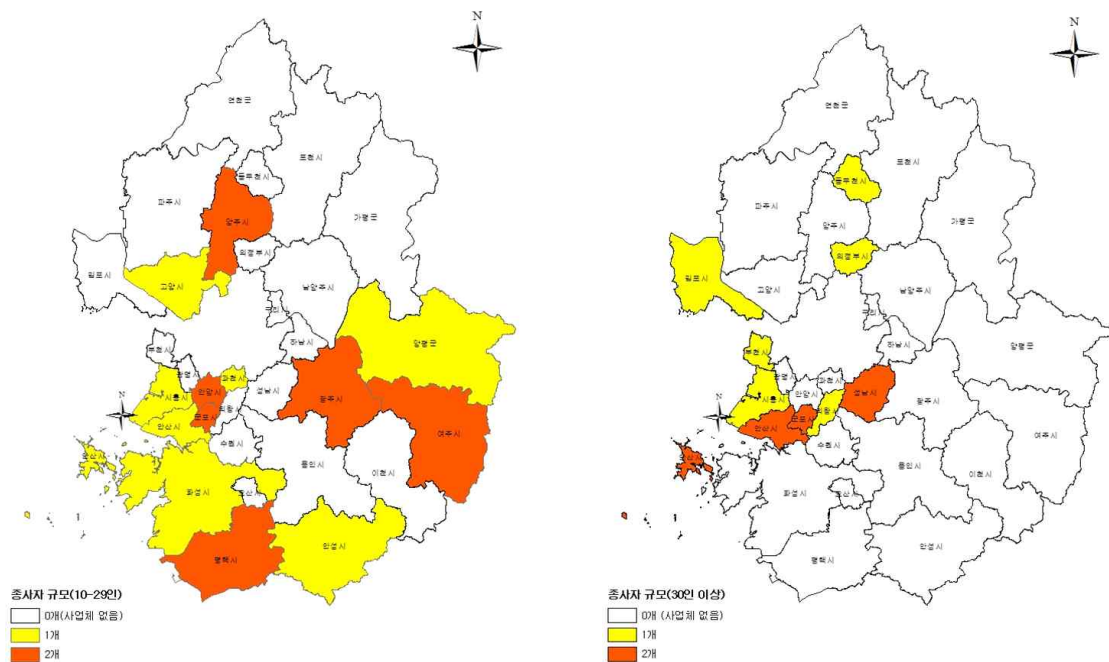 N
연천군
포천시
동두천시
파주시
양주시
가평군
의정부시
김포시
고양시
남양주시
구리시
하남시
양평군
부천시
광명시
과천시
안양시
성남시
광주시
시흥시
군포시
의왕시
여주시
N
안산시
수원시
안산시
용인시
이천시
화성시
오산시
안성시
평택시
종사자 규모(10-29인)
0개(사업체 없음)
1개
2개
N
연천군
포천시
동두천시
파주시
양주시
가평군
의정부시
김포시
고양시
남양주시
구리시
하남시
양평군
부천시
광명시
과천시
안양시
성남시
광주시
시흥시
군포시
의왕시
여주시
N
안산시
수원시
안산시
용인시
이천시
화성시
오산시
안성시
평택시
종사자 규모(30인 이상)
0개 (사업체 없음)
1개
2개